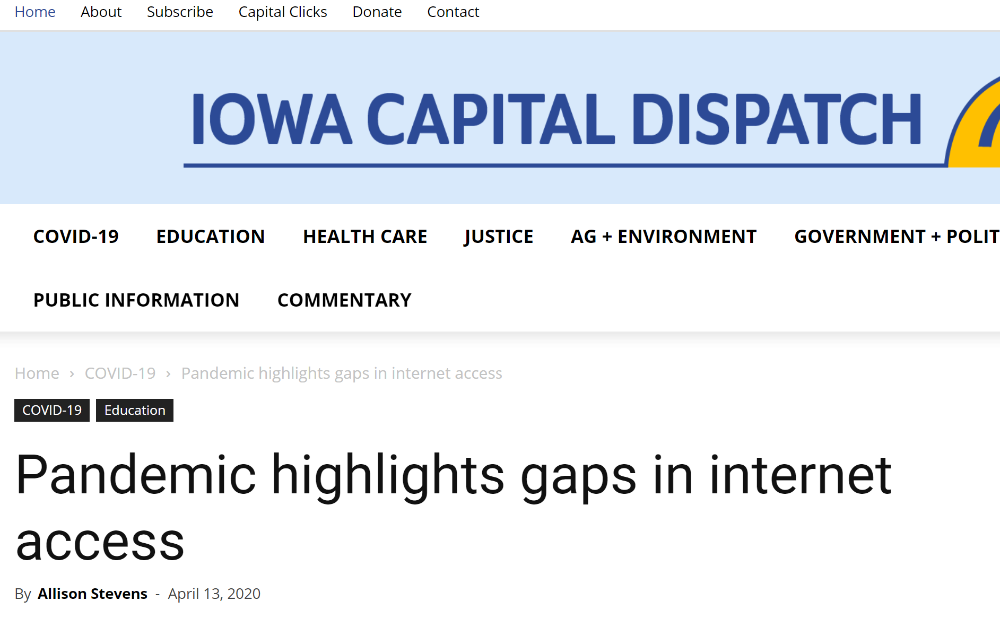 Home About Subscribe Capital Clicks Donate Contact
IOWA CAPITAL DISPATCH
COVID-19 EDUCATION HEALTH CARE JUSTICE AG + ENVIRONMENT GOVERNMENT + POLIT
PUBLIC INFORMATION COMMENTARY
Home › COVID-19 › Pandemic highlights gaps in internet access
COVID-19 Education
Pandemic highlights gaps in internet
access
By Allison Stevens - April 13, 2020